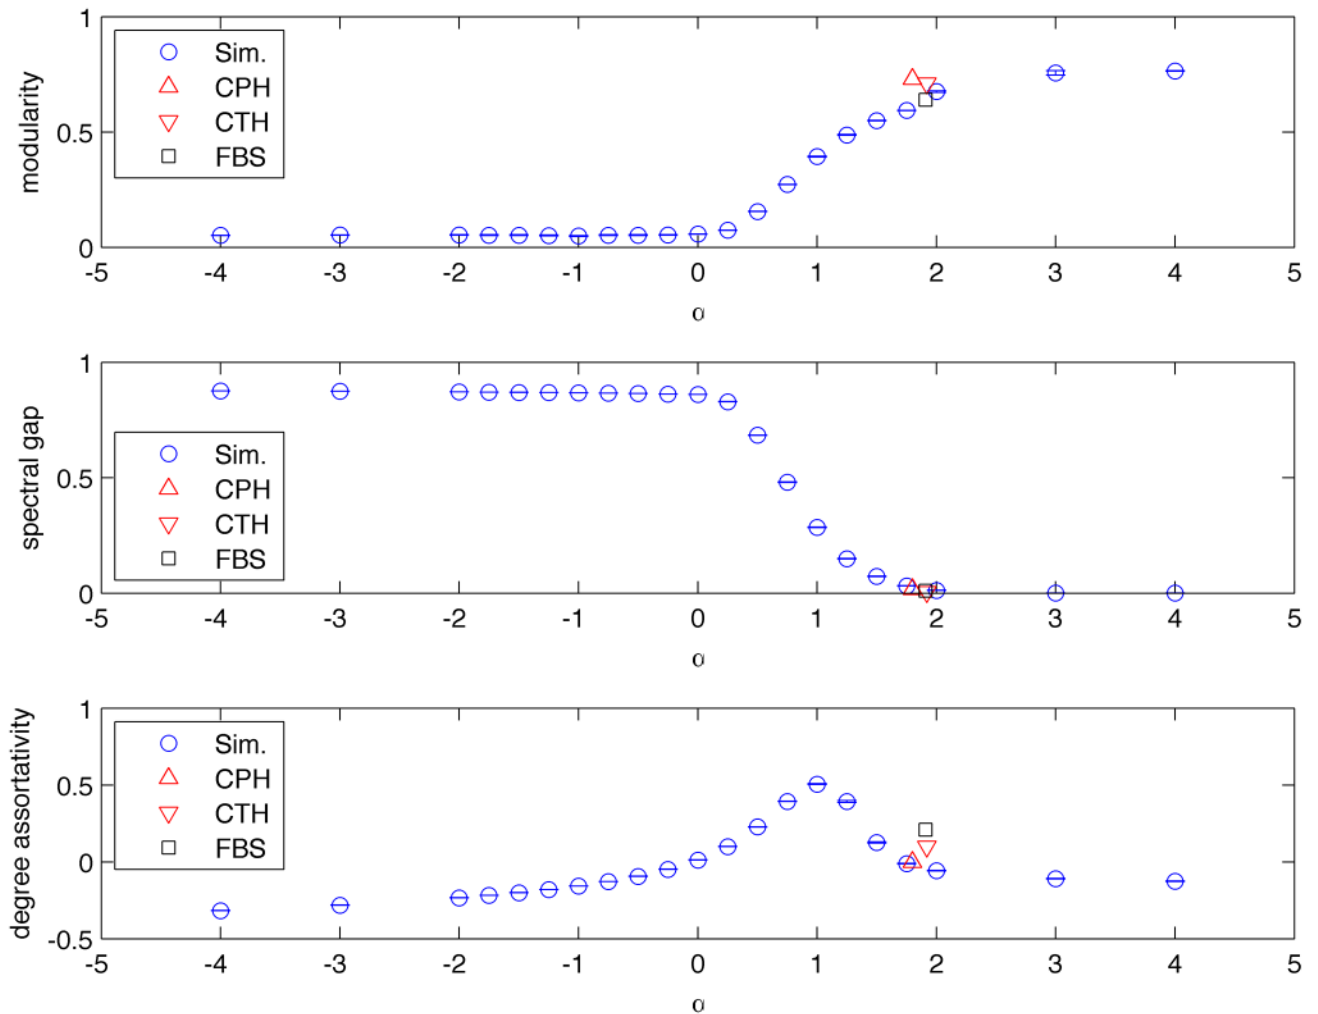 modularity
1
0.5
0
Sim.
CPH
CTH
FBS
-5 -4 -3 -2 -1 0 1 2 3 4 5
α
spectral gap
1
0.5
0
Sim.
CPH
CTH
FBS
-5 -4 -3 -2 -1 0 1 2 3 4 5
α
degree assortativity
1
0.5
0
-0.5
Sim.
CPH
CTH
FBS
-5 -4 -3 -2 -1 0 1 2 3 4 5
α